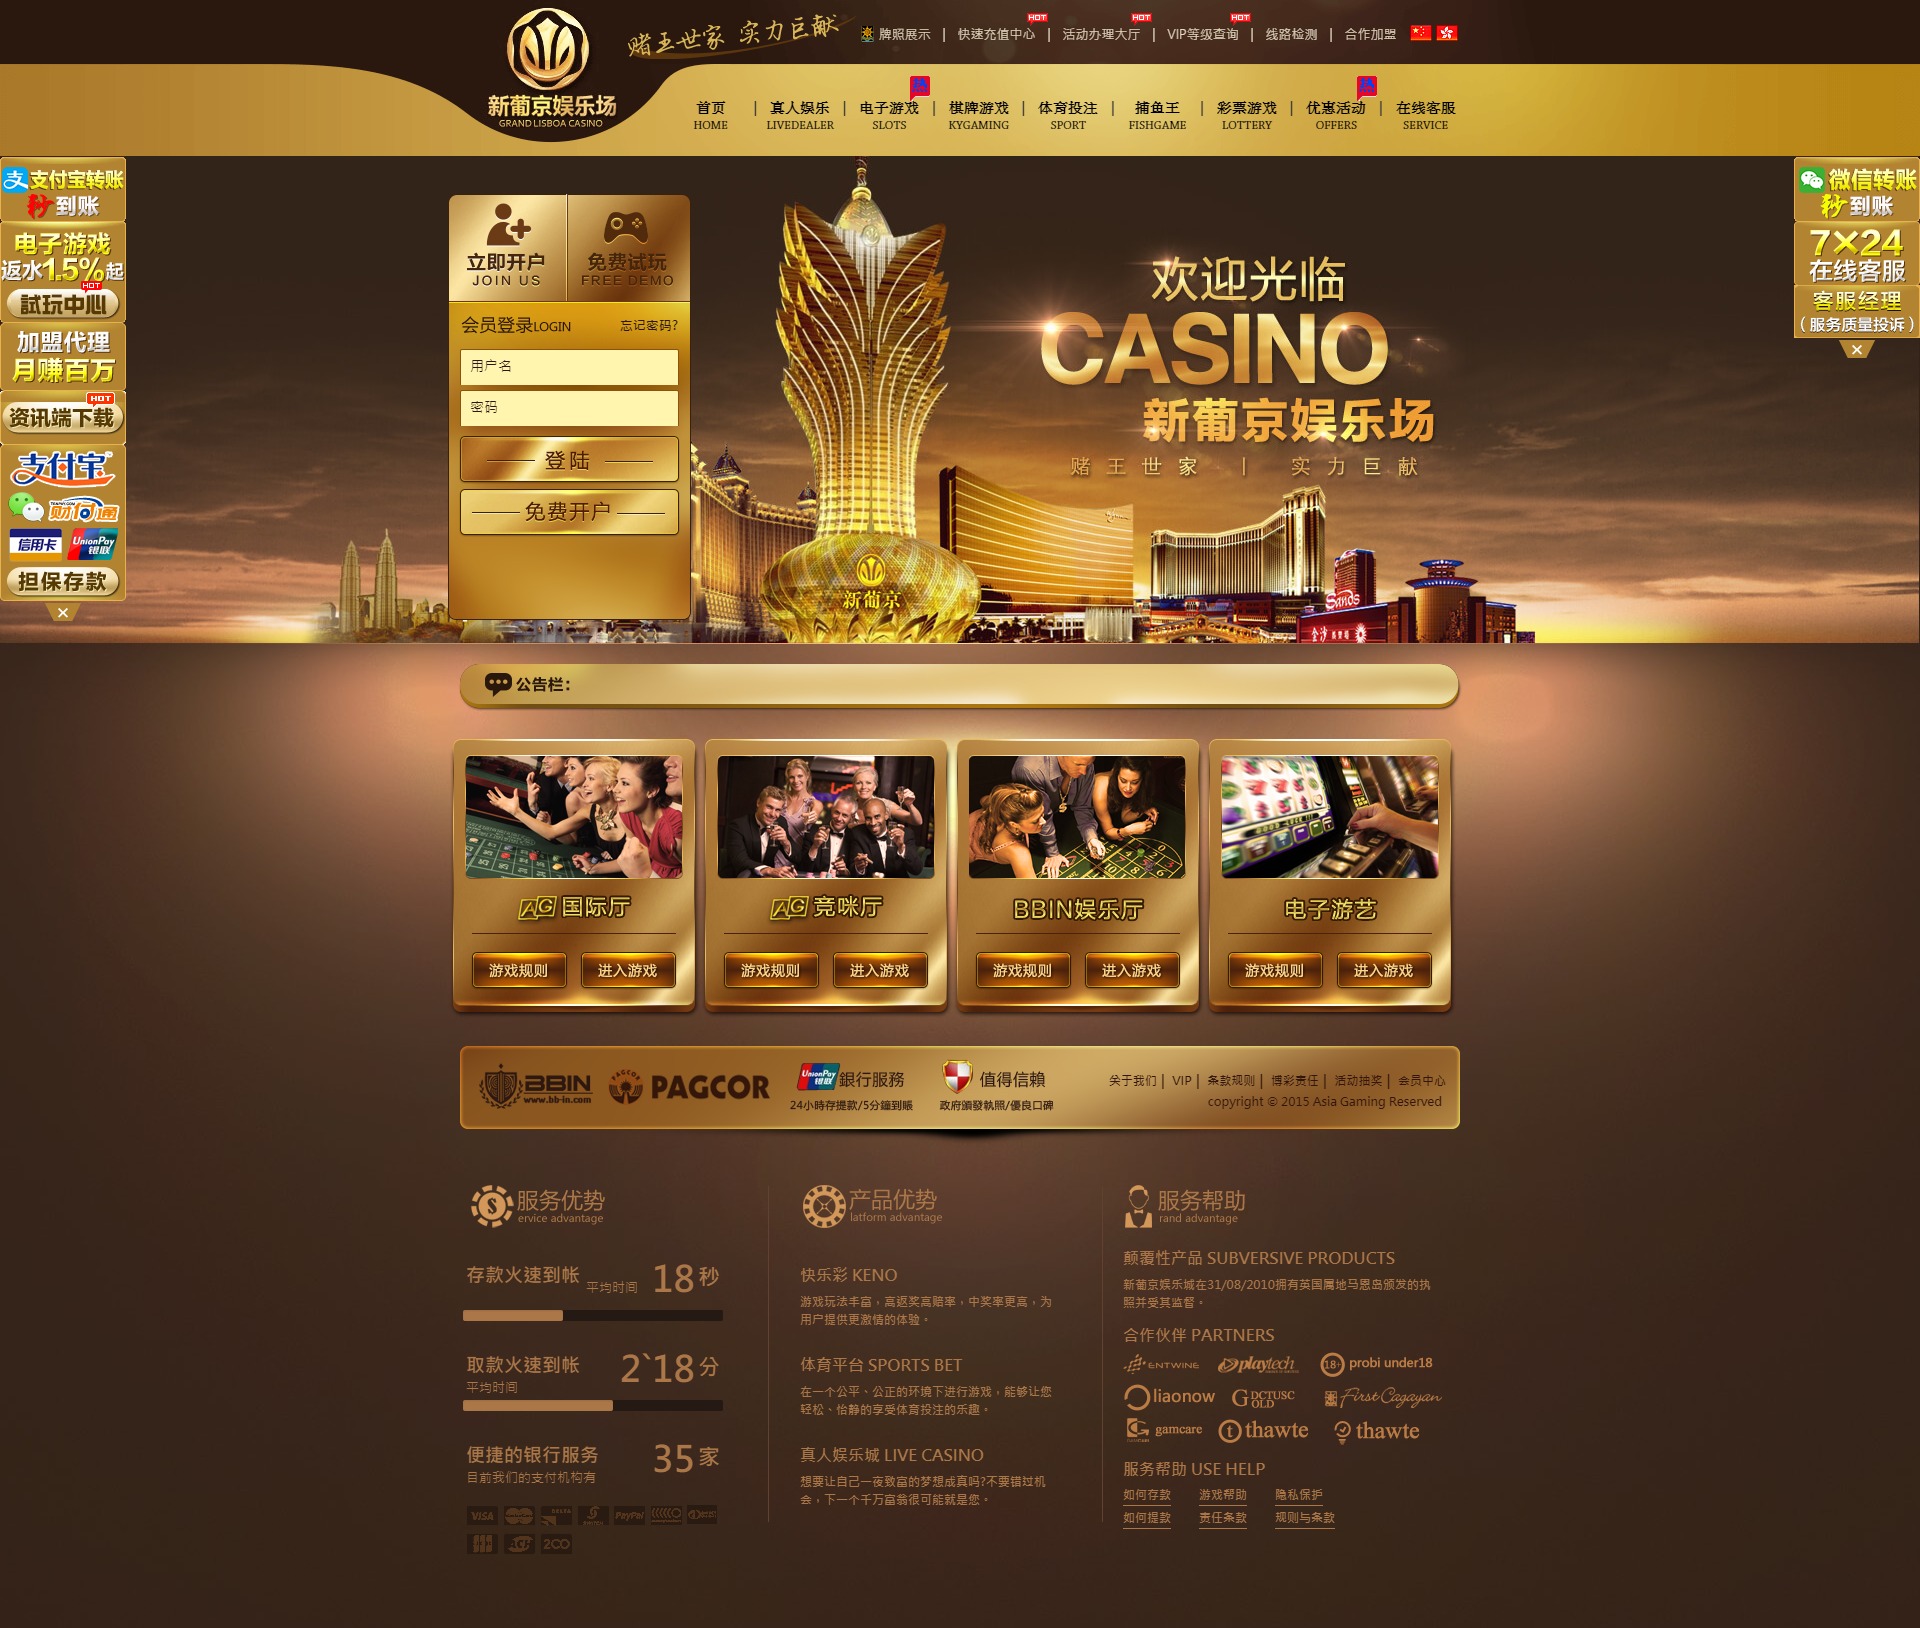 赌王世家 实力巨献
牌照展示 | 快速充值中心 | 活动办理大厅 | VIP等级查询 | 线路检测 | 合作加盟
HOT HOT HOT
新葡京娱乐场
GRAND LISBOA CASINO
热 热
首页 | 真人娱乐 | 电子游戏 | 棋牌游戏 | 体育投注 | 捕鱼王 | 彩票游戏 | 优惠活动 | 在线客服
HOME LIVEDEALER SLOTS KYGAMING SPORT FISHGAME LOTTERY OFFERS SERVICE
支 支付宝转账
秒到账
电子游戏
返水1.5%起
HOT
試玩中心
加盟代理
月赚百万
HOT
资讯端下载
支付宝
财付通
信用卡 UnionPay 银联
担保存款
×
微信转账
秒到账
7×24
在线客服
客服经理
(服务质量投诉)
×
立即开户 免费试玩
JOIN US FREE DEMO
会员登录LOGIN 忘记密码?
用户名
密码
登陆
免费开户
欢迎光临
CASINO
新葡京娱乐场
赌王世家 | 实力巨献
新葡京
Sands
金沙
公告栏：
AG 国际厅 AG 竞咪厅 BBIN娱乐厅 电子游艺
游戏规则 进入游戏 游戏规则 进入游戏 游戏规则 进入游戏 游戏规则 进入游戏
BBIN
www.bb-in.com
PAGCOR
UnionPay 银联 銀行服務
24小時存提款/5分鐘到賬
值得信賴
政府頒發執照/優良口碑
关于我们 | VIP | 条款规则 | 博彩责任 | 活动抽奖 | 会员中心
copyright © 2015 Asia Gaming Reserved
服务优势
ervice advantage
存款火速到帐 平均时间 18 秒
取款火速到帐 2`18 分
平均时间
便捷的银行服务 35 家
目前我们的支付机构有
VISA PayPal
2CO
产品优势
latform advantage
快乐彩 KENO
游戏玩法丰富，高返奖高赔率，中奖率更高，为
用户提供更激情的体验。
体育平台 SPORTS BET
在一个公平、公正的环境下进行游戏，能够让您
轻松、怡静的享受体育投注的乐趣。
真人娱乐城 LIVE CASINO
想要让自己一夜致富的梦想成真吗?不要错过机
会，下一个千万富翁很可能就是您。
服务帮助
rand advantage
颠覆性产品 SUBVERSIVE PRODUCTS
新葡京娱乐城在31/08/2010拥有英国属地马恩岛颁发的执
照并受其监督。
合作伙伴 PARTNERS
ENTWINE playtech 18+ probi under18
liaonow GDCTUSC OLD First Cagayan
gamcare thawte thawte
服务帮助 USE HELP
如何存款 游戏帮助 隐私保护
如何提款 责任条款 规则与条款